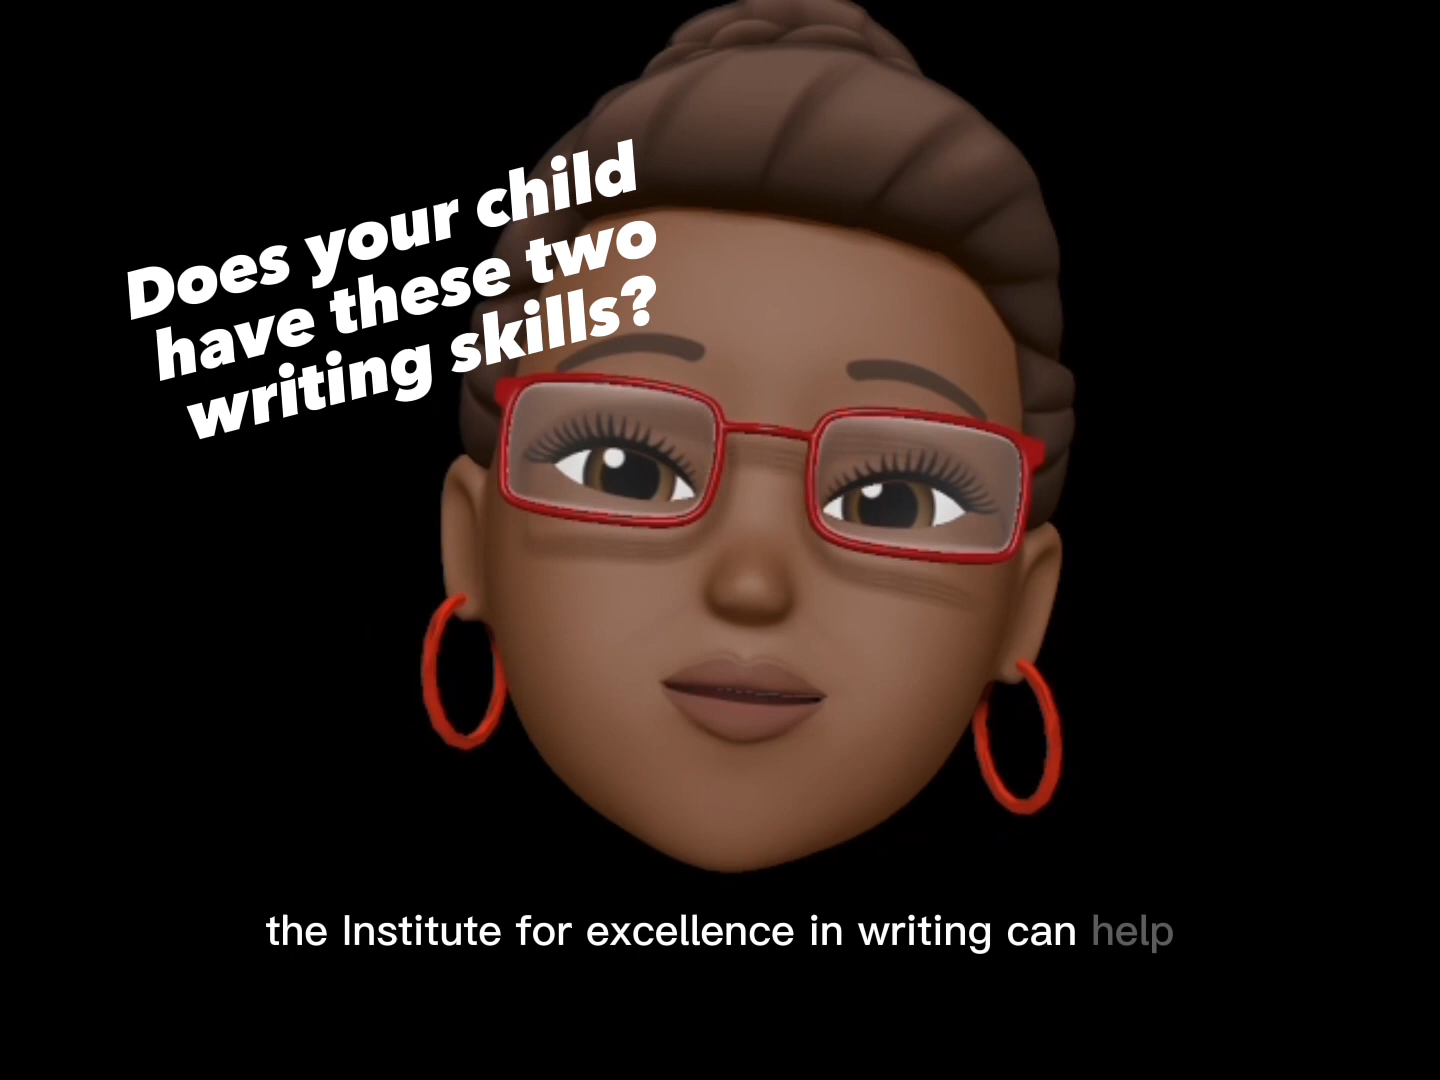 Does your child
have these two
writing skills?
the Institute for excellence in writing can help